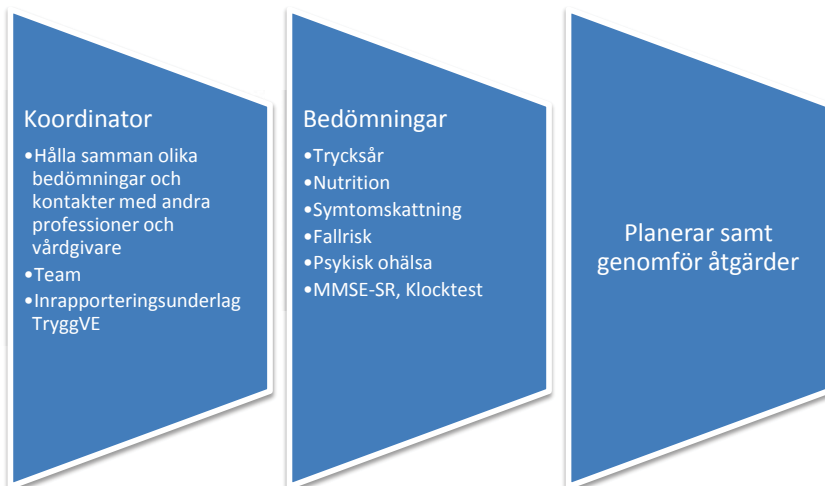 Koordinator
•Hålla samman olika
bedömningar och
kontakter med andra
professioner och
vårdgivare
•Team
•Inrapporteringsunderlag
TryggVE
Bedömningar
•Trycksår
•Nutrition
•Symtomskattning
•Fallrisk
•Psykisk ohälsa
•MMSE-SR, Klocktest
Planerar samt
genomför åtgärder